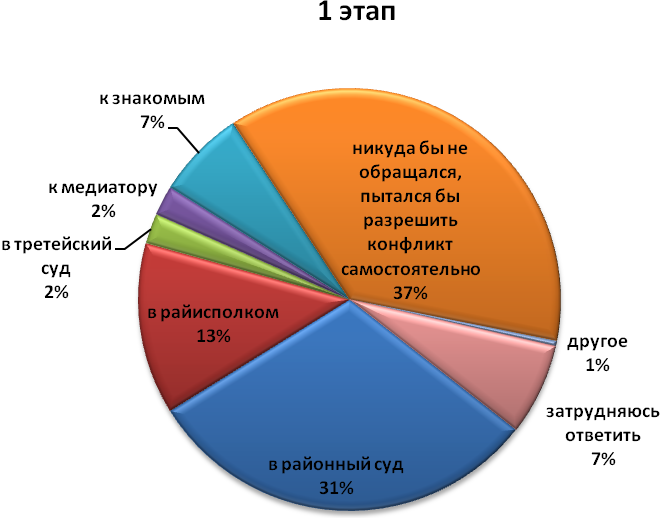 1 этап
к знакомым
7%
никуда бы не
обращался,
пытался бы
разрешить
конфликт
самостоятельно
37%
к медиатору
2%
в третейский
суд
2%
в райисполком
13%
другое
1%
затрудняюсь
ответить
7%
в районный суд
31%